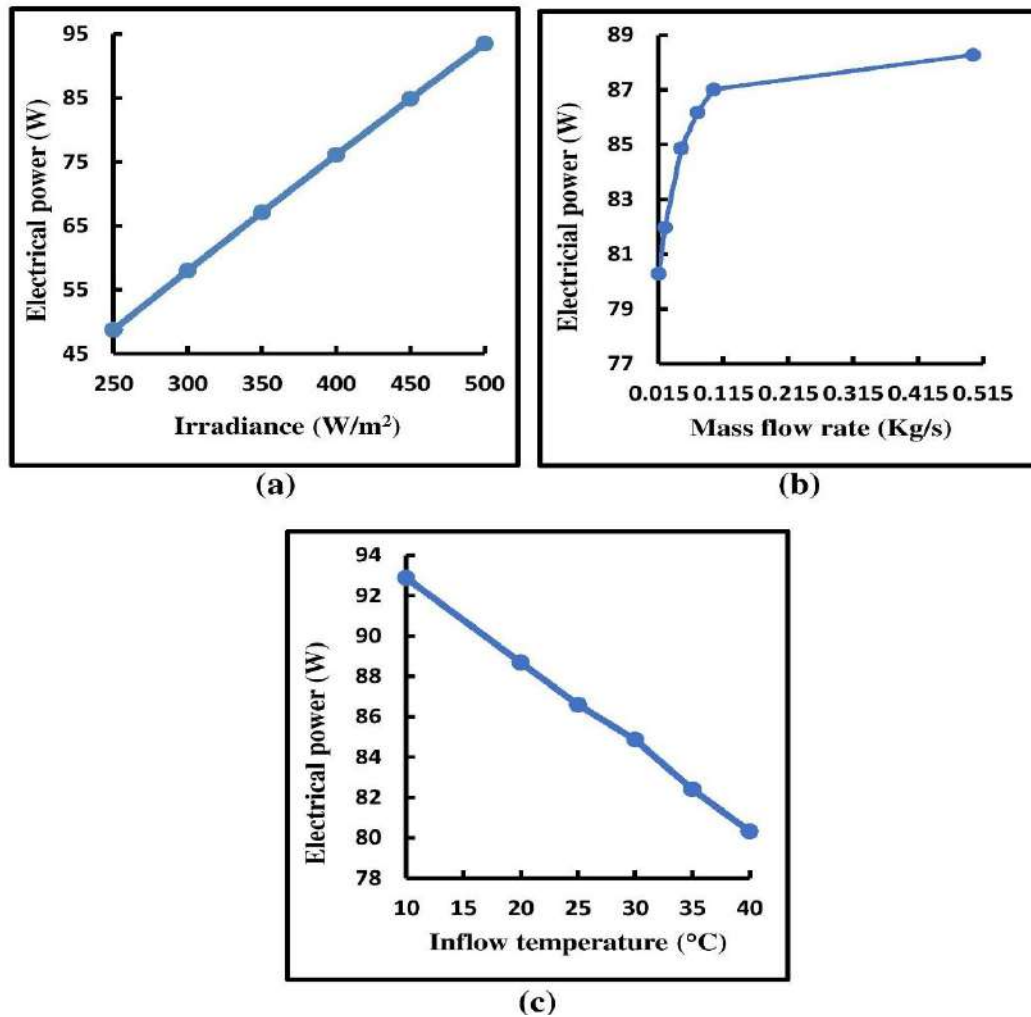 95
85
75
65
55
45
Electrical power (W)
250 300 350 400 450 500
Irradiance (W/m²)
(a)
89
87
85
83
81
79
77
Electricial power (W)
0.015 0.115 0.215 0.315 0.415 0.515
Mass flow rate (Kg/s)
(b)
94
92
90
88
86
84
82
80
78
Electrical power (W)
10 15 20 25 30 35 40
Inflow temperature (°C)
(c)